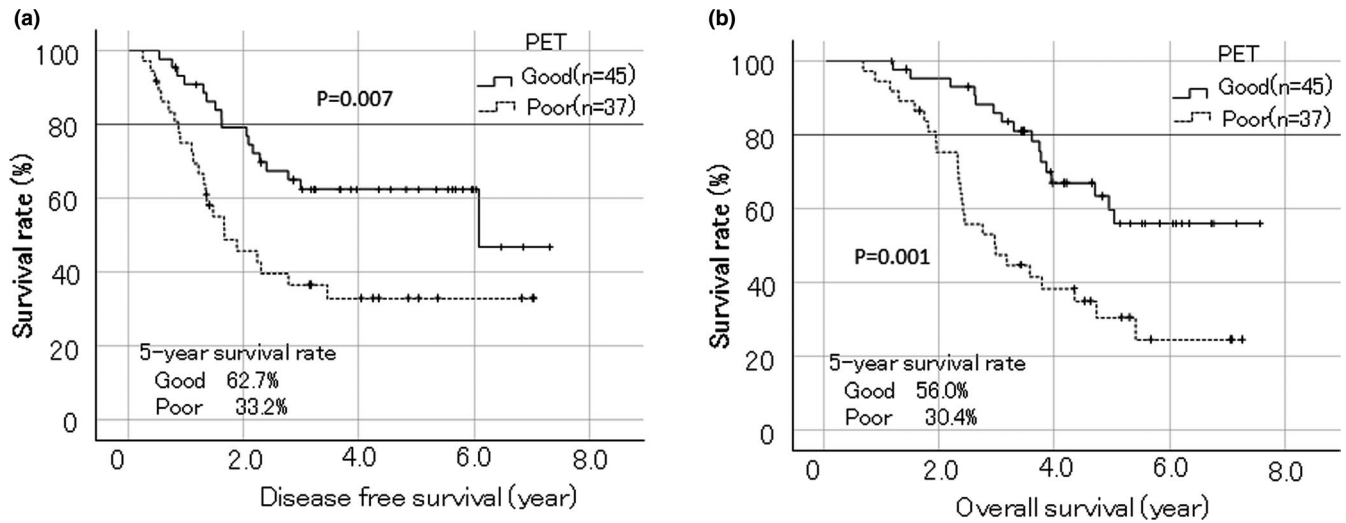 (a)
PET
Good(n=45)
Poor(n=37)
P=0.007
100
80
60
40
20
0
Survival rate (%)
5-year survival rate
Good 62.7%
Poor 33.2%
0 2.0 4.0 6.0 8.0
Disease free survival (year)
(b)
PET
Good(n=45)
Poor(n=37)
P=0.001
100
80
60
40
20
0
Survival rate (%)
5-year survival rate
Good 56.0%
Poor 30.4%
0 2.0 4.0 6.0 8.0
Overall survival (year)